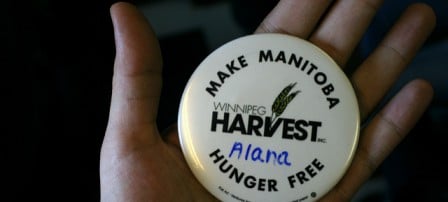 MAKE MANITOBA
WINNIPEG
HARVEST INC.
Alana
HUNGER FREE